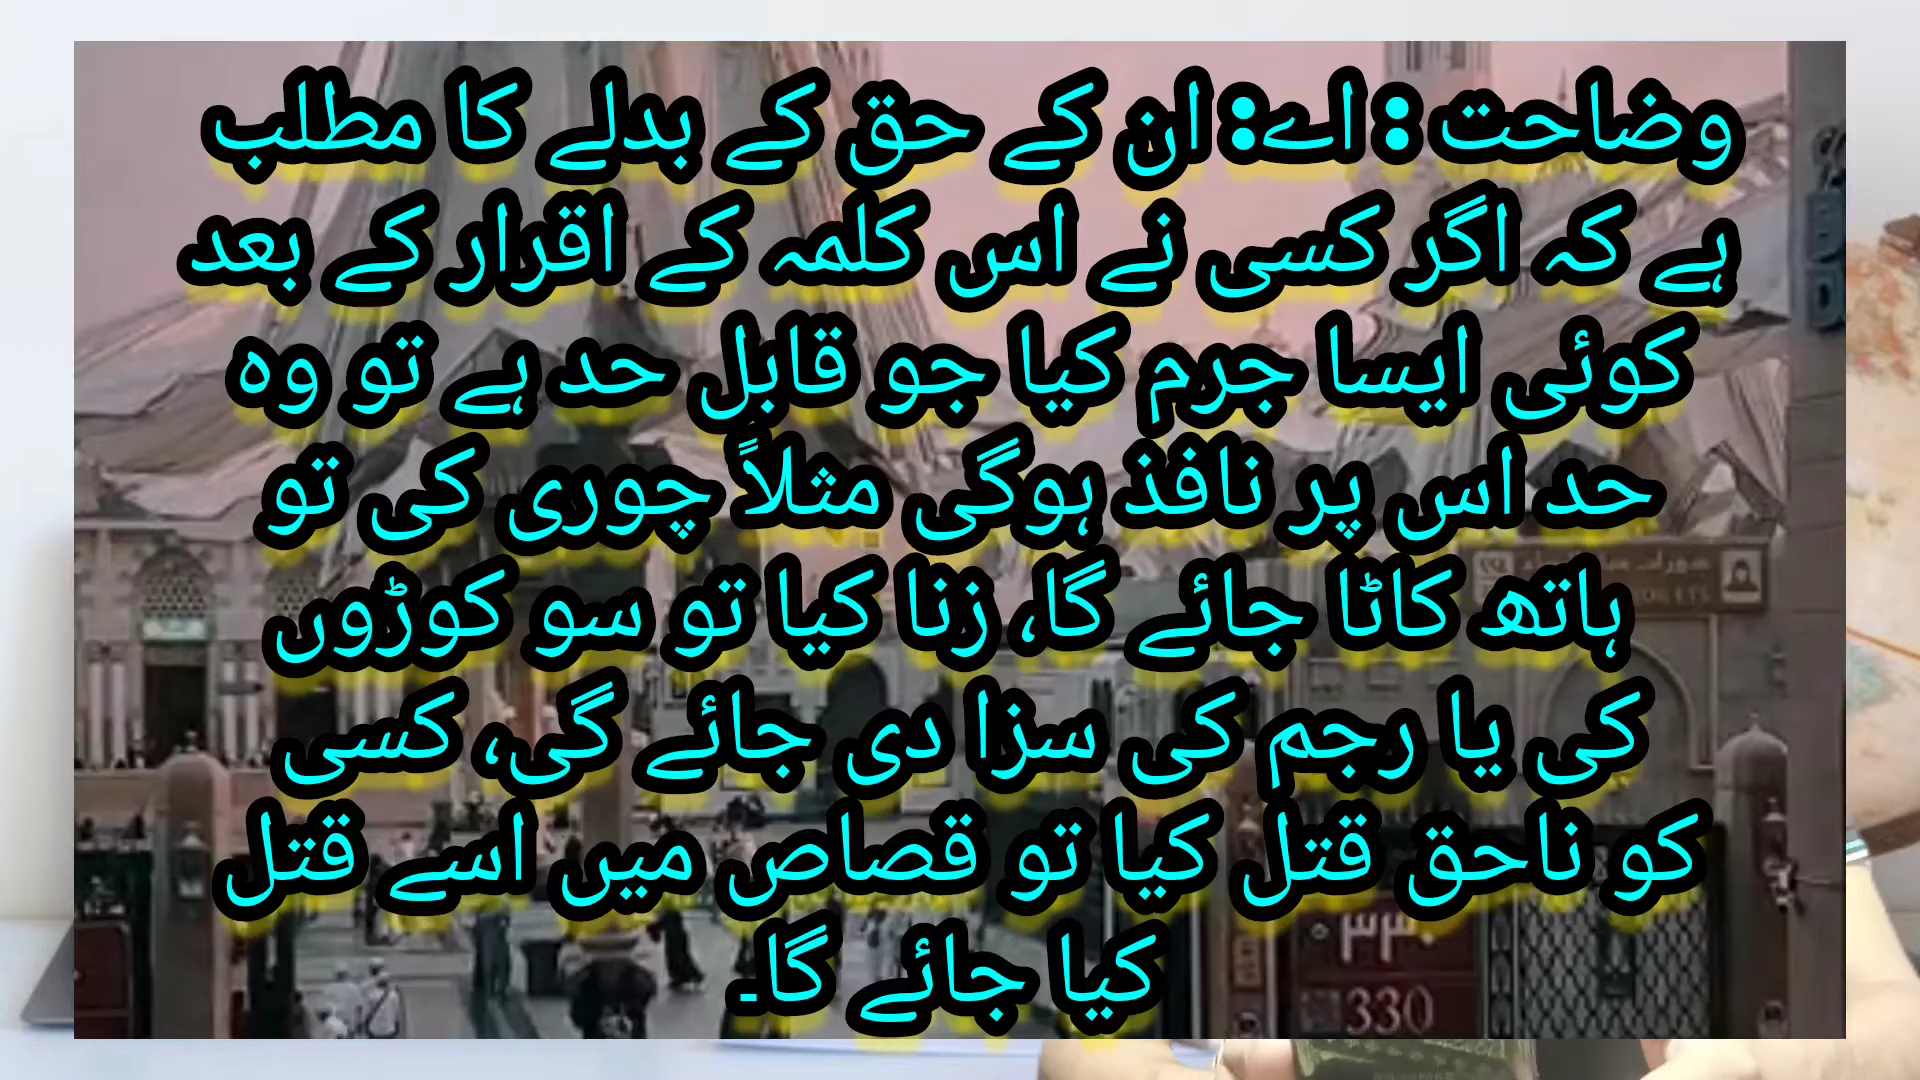 وضاحت : اے: ان کے حق کے بدلے کا مطلب
ہے کہ اگر کسی نے اس کلمہ کے اقرار کے بعد
کوئی ایسا جرم کیا جو قابل حد ہے تو وہ
حد اس پر نافذ ہوگی مثلاً چوری کی تو
ہاتھ کاٹا جائے گا، زنا کیا تو سو کوڑوں
کی یا رجم کی سزا دی جائے گی، کسی
کو ناحق قتل کیا تو قصاص میں اسے قتل
کیا جائے گا۔
٣٣٠
330